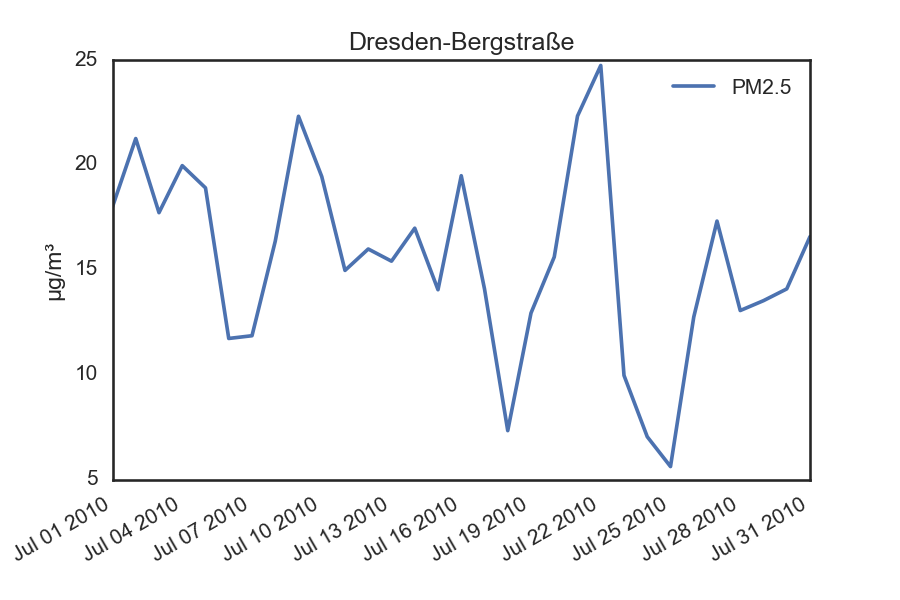 Dresden-Bergstraße
25
20
15
10
5
µg/m³
PM2.5
Jul 01 2010
Jul 04 2010
Jul 07 2010
Jul 10 2010
Jul 13 2010
Jul 16 2010
Jul 19 2010
Jul 22 2010
Jul 25 2010
Jul 28 2010
Jul 31 2010